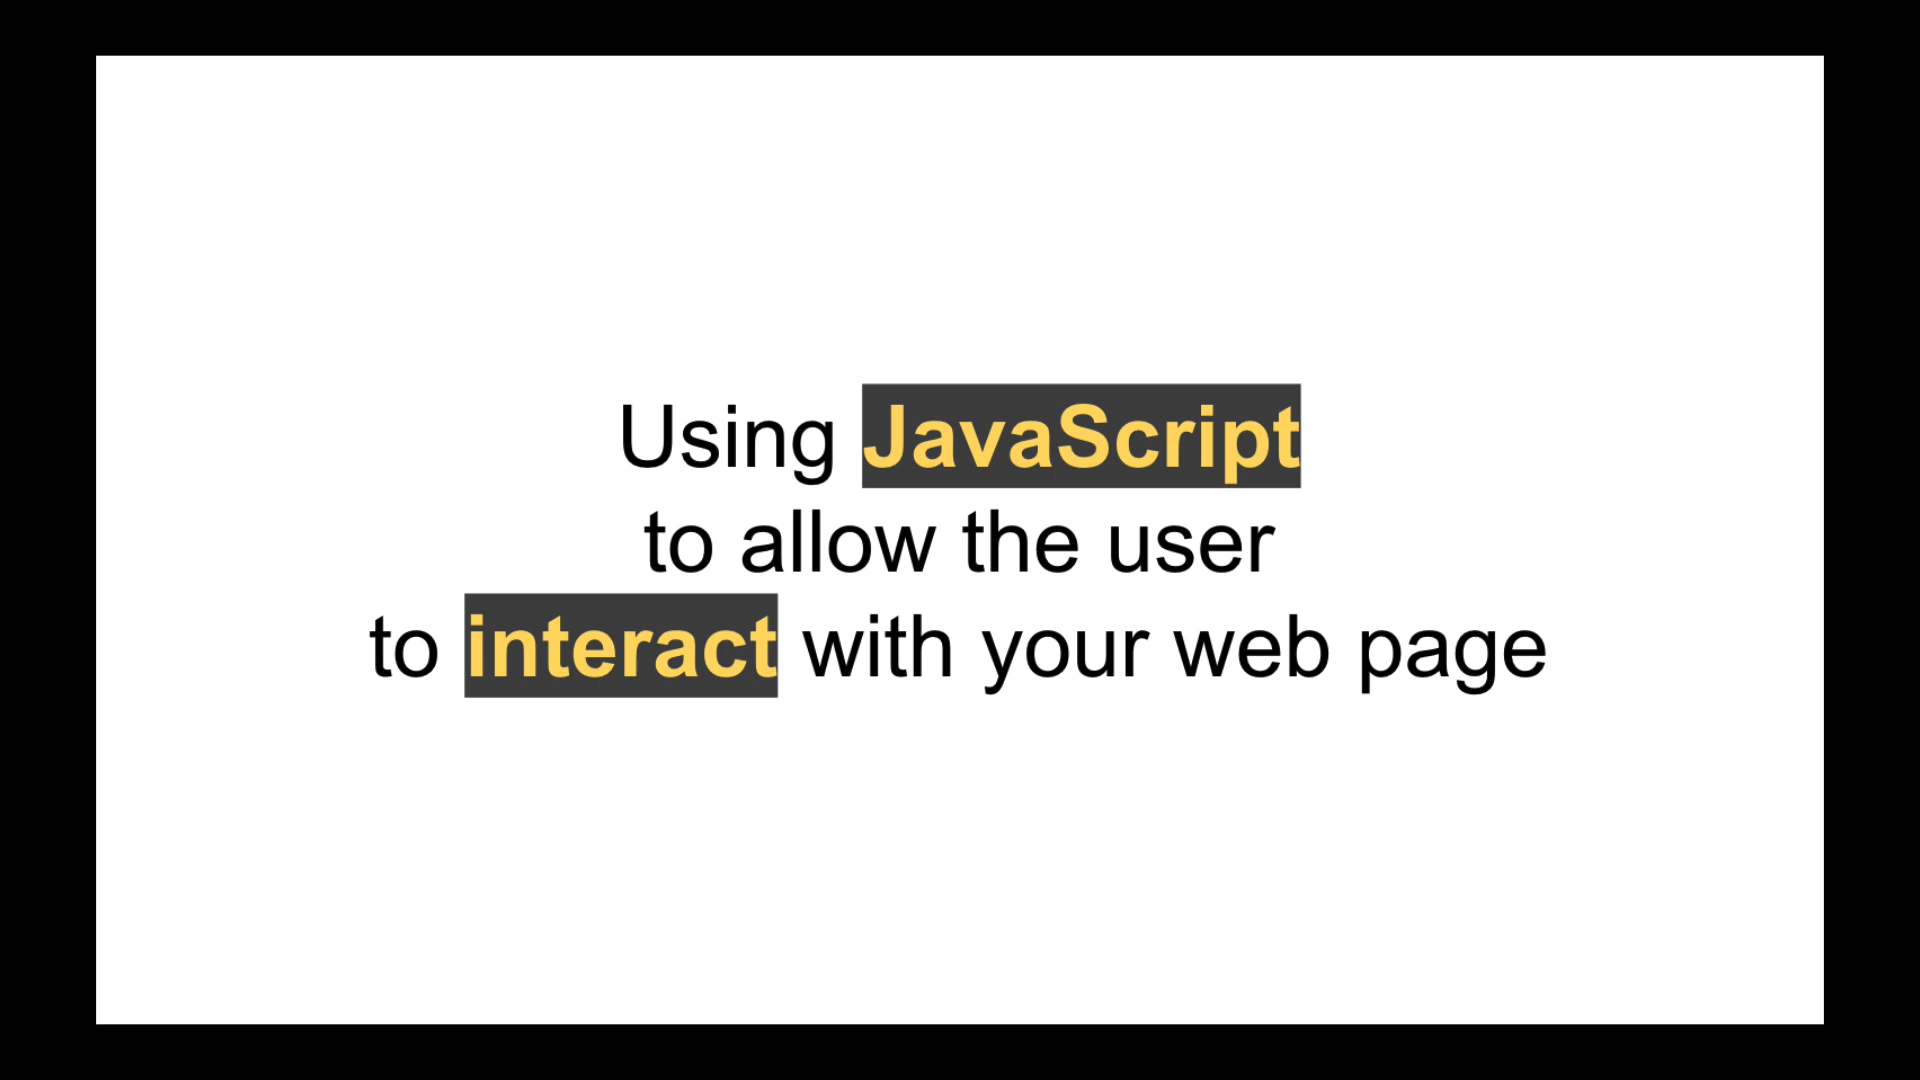 Using JavaScript
to allow the user
to interact with your web page